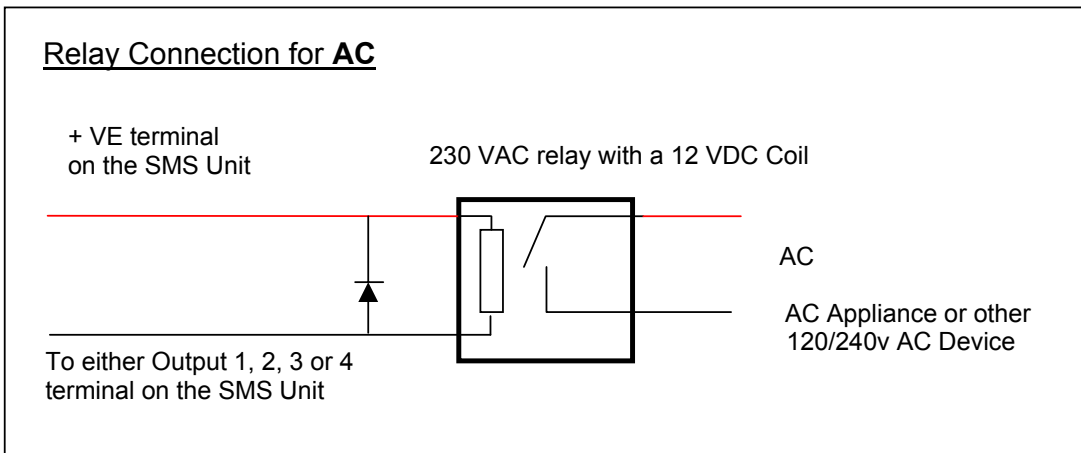 Relay Connection for AC
+ VE terminal
on the SMS Unit
230 VAC relay with a 12 VDC Coil
AC
AC Appliance or other
120/240v AC Device
To either Output 1, 2, 3 or 4
terminal on the SMS Unit